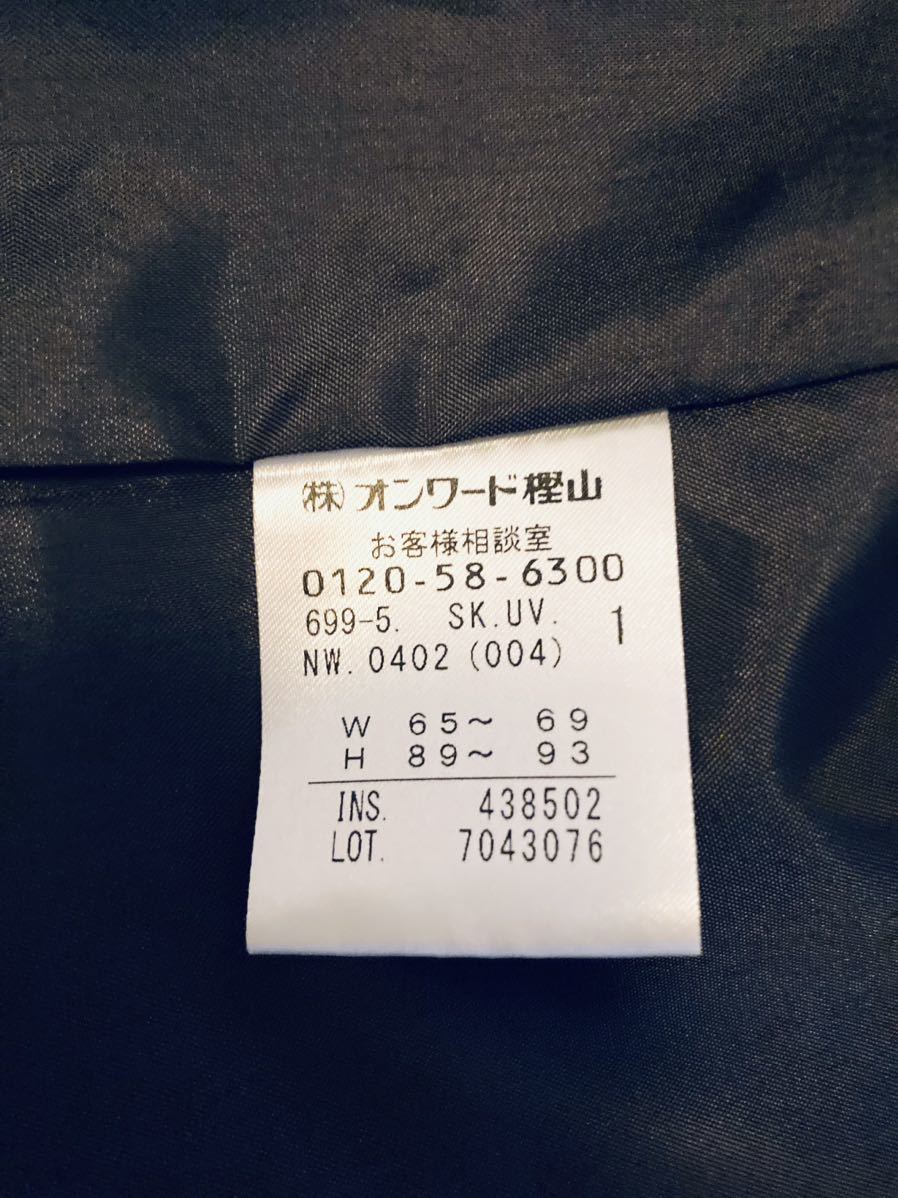 ㈱オンワード樫山
お客様相談室
0120-58-6300
699-5. SK.UV. 1
NW. 0402 (004)
W 65～ 69
H 89～ 93
INS. 438502
LOT. 7043076